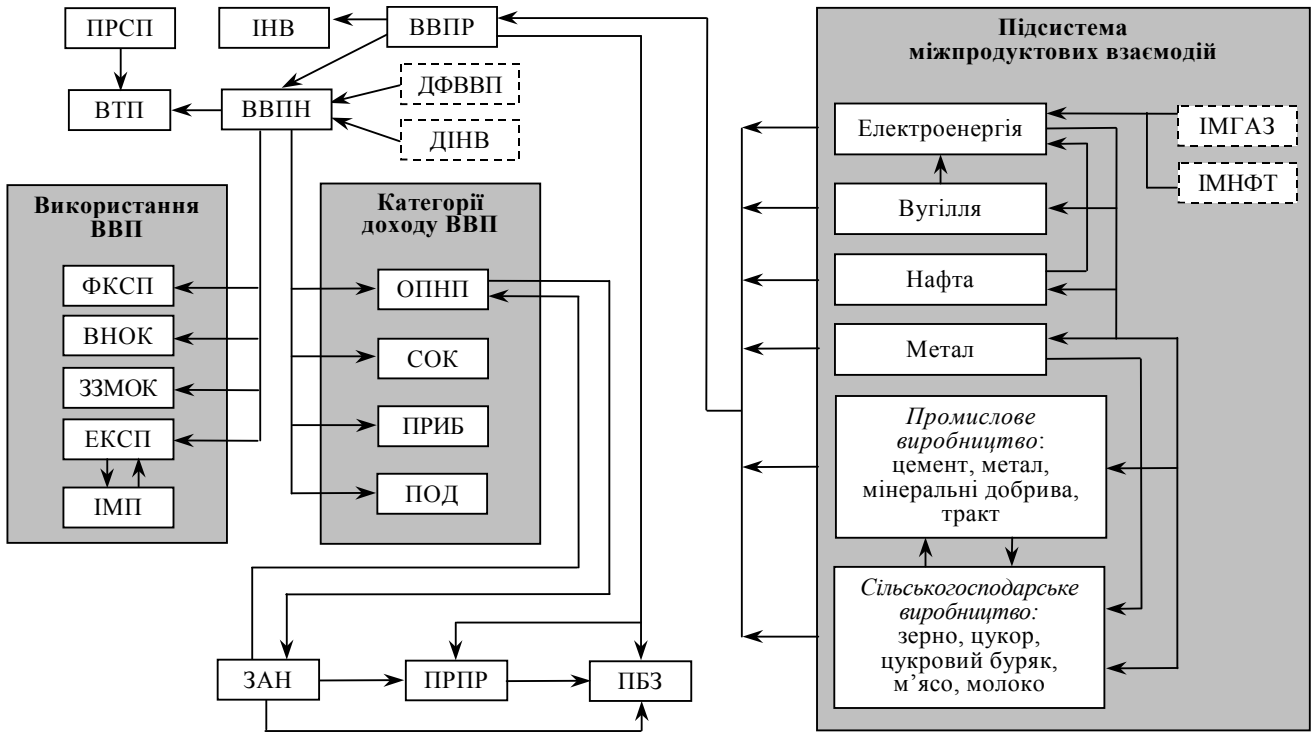 ПРСП
ІНВ
ВВПР
ДФВВП
ВТП
ВВПН
ДІНВ
Використання
ВВП
ФКСП
ВНОК
ЗЗМОК
ЕКСП
ІМП
Категорії
доходу ВВП
ОПНП
СОК
ПРИБ
ПОД
ЗАН
ПРПР
ПБЗ
Підсистема
міжпродуктових взаємодій
Електроенергія
ІМГАЗ
ІМНФТ
Вугілля
Нафта
Метал
Промислове
виробництво:
цемент, метал,
мінеральні добрива,
тракт
Сільськогосподарське
виробництво:
зерно, цукор,
цукровий буряк,
м’ясо, молоко